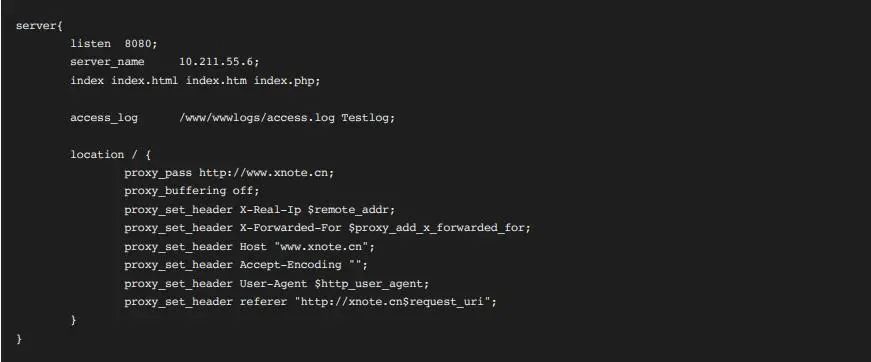 server{
listen 8080;
server_name 10.211.55.6;
index index.html index.htm index.php;
access_log /www/wwwlogs/access.log Testlog;
location / {
proxy_pass http://www.xnote.cn;
proxy_buffering off;
proxy_set_header X-Real-Ip $remote_addr;
proxy_set_header X-Forwarded-For $proxy_add_x_forwarded_for;
proxy_set_header Host "www.xnote.cn";
proxy_set_header Accept-Encoding "";
proxy_set_header User-Agent $http_user_agent;
proxy_set_header referer "http://xnote.cn$request_uri";
}
}